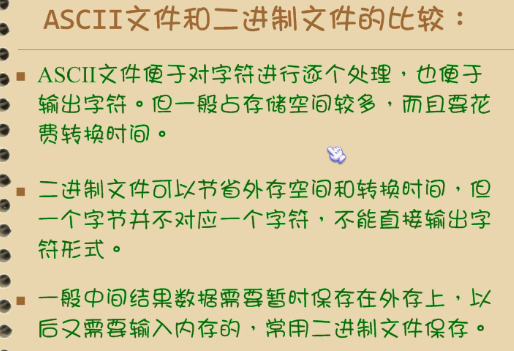 ASCII文件和二进制文件的比较：
ASCII文件便于对字符进行逐个处理，也便于
输出字符。但一般占存储空间较多，而且要花
费转换时间。
二进制文件可以节省外存空间和转换时间，但
一个字节并不对应一个字符，不能直接输出字
符形式。
一般中间结果数据需要暂时保存在外存上，以
后又需要输入内存的，常用二进制文件保存。